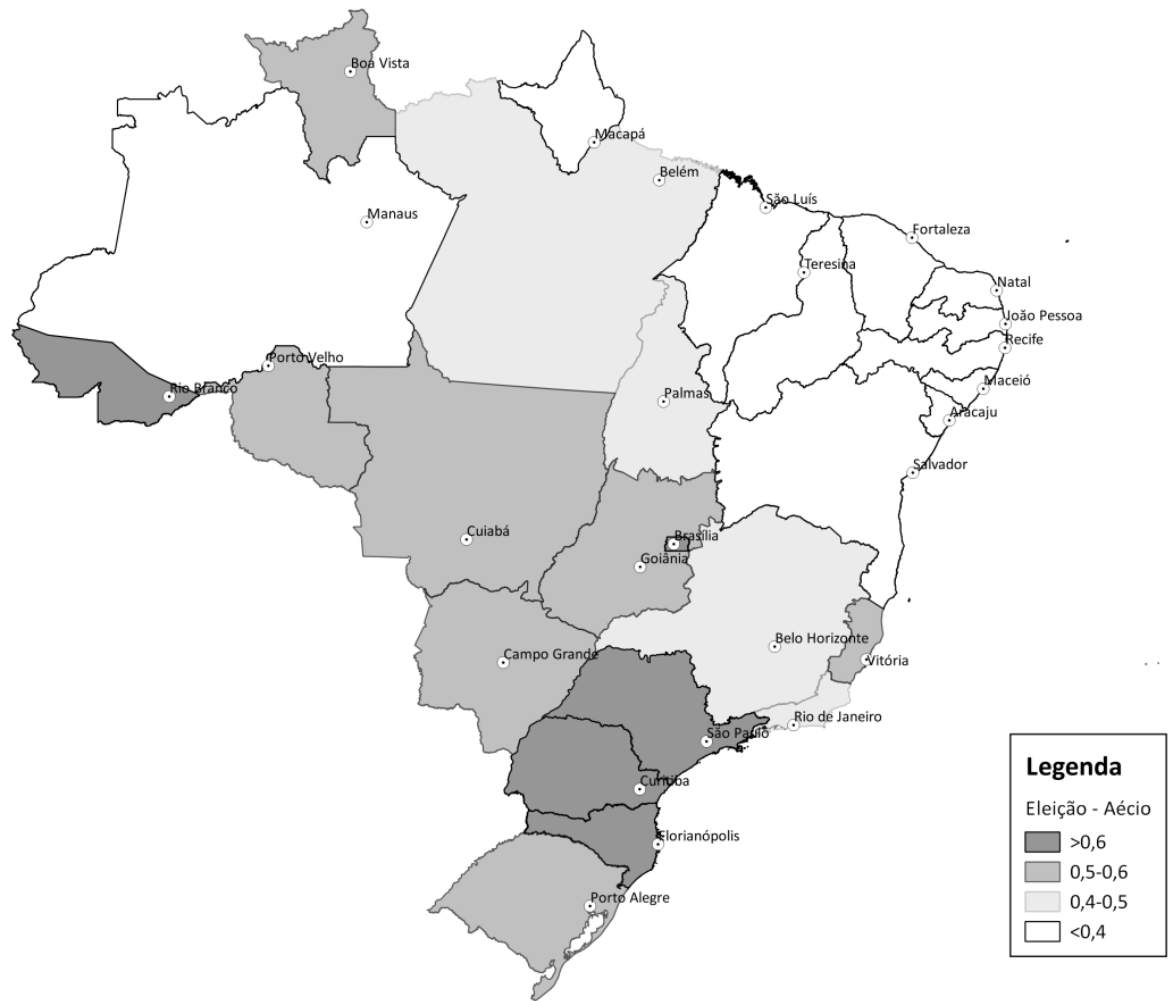 Boa Vista
Macapá
Belém
Manaus
São Luís
Fortaleza
Teresina
Natal
João Pessoa
Recife
Porto Velho
Rio Branco
Maceió
Palmas
Aracaju
Salvador
Cuiabá
Brasília
Goiânia
Belo Horizonte
Campo Grande
Vitória
Rio de Janeiro
São Paulo
Curitiba
Florianópolis
Porto Alegre
Legenda
Eleição - Aécio
>0,6
0,5-0,6
0,4-0,5
<0,4